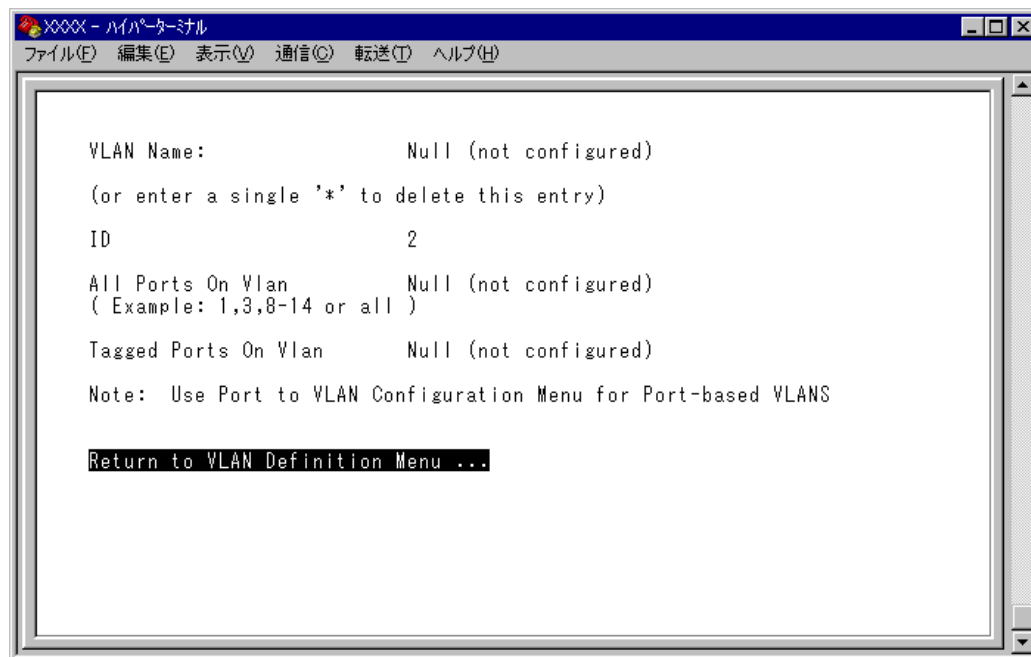 XXXX - ハイパーターミナル
ファイル(F) 編集(E) 表示(V) 通信(C) 転送(T) ヘルプ(H)
VLAN Name: Null (not configured)
(or enter a single '*' to delete this entry)
ID 2
All Ports On Vlan Null (not configured)
( Example: 1,3,8-14 or all )
Tagged Ports On Vlan Null (not configured)
Note: Use Port to VLAN Configuration Menu for Port-based VLANS
Return to VLAN Definition Menu ...